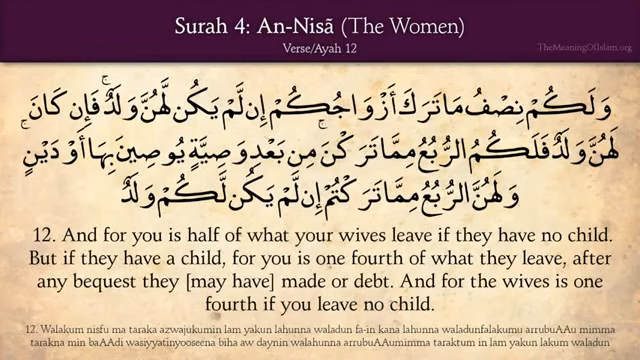 Surah 4: An-Nisã (The Women)
Verse/Ayah 12
TheMeaningOfIslam.org
وَلَكُمْ نِصْفُ مَا تَرَكَ أَزْوَاجُكُمْ إِن لَّمْ يَكُن لَّهُنَّ وَلَدٌ ۚ فَإِن كَانَ
لَهُنَّ وَلَدٌ فَلَكُمُ الرُّبُعُ مِمَّا تَرَكْنَ ۚ مِن بَعْدِ وَصِيَّةٍ يُوصِينَ بِهَا أَوْ دَيْنٍ ۚ
وَلَهُنَّ الرُّبُعُ مِمَّا تَرَكْتُمْ إِن لَّمْ يَكُن لَّكُمْ وَلَدٌ
12. And for you is half of what your wives leave if they have no child.
But if they have a child, for you is one fourth of what they leave, after
any bequest they [may have] made or debt. And for the wives is one
fourth if you leave no child.
12. Walakum nisfu ma taraka azwajukumin lam yakun lahunna waladun fa-in kana lahunna waladunfalakumu arrubuAAu mimma
tarakna min baAAdi wasiyyatinyooseena biha aw daynin walahunna arrubuAAumimma taraktum in lam yakun lakum waladun